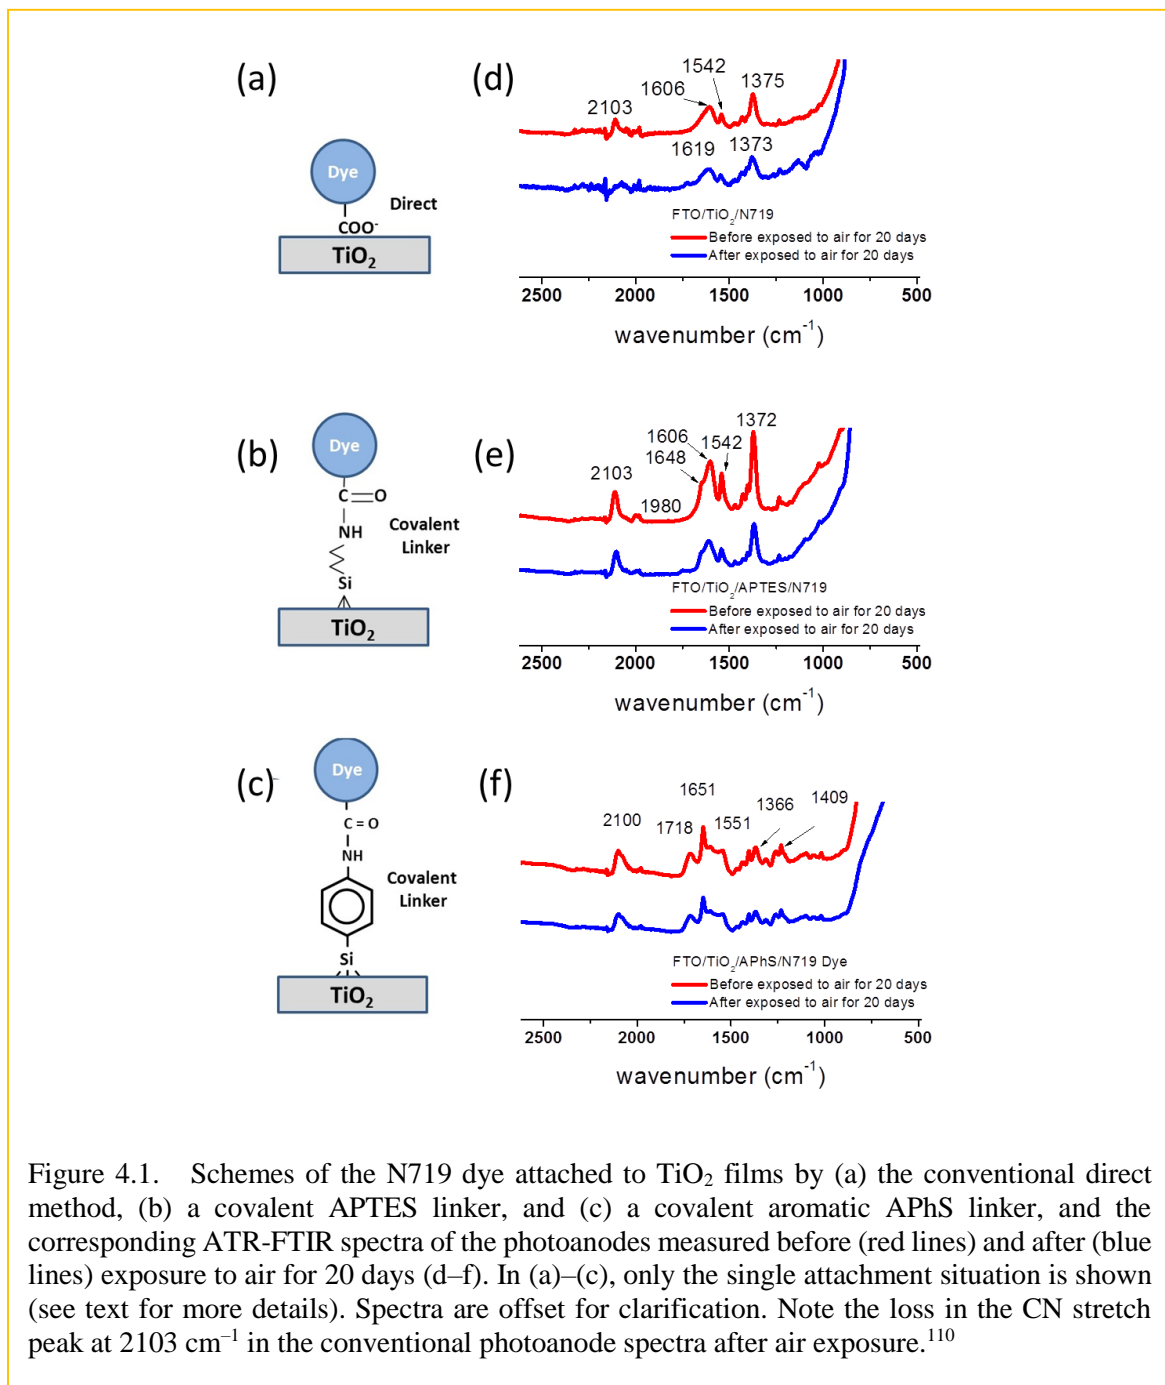 (a)
Dye
Direct
COO⁻
TiO₂
(d)
2103
1606
1542
1375
1619
1373
FTO/TiO₂/N719
Before exposed to air for 20 days
After exposed to air for 20 days
2500 2000 1500 1000 500
wavenumber (cm⁻¹)
(b)
Dye
C=O
NH
Covalent
Linker
Si
TiO₂
(e)
2103
1980
1648
1606
1542
1372
FTO/TiO₂/APTES/N719
Before exposed to air for 20 days
After exposed to air for 20 days
2500 2000 1500 1000 500
wavenumber (cm⁻¹)
(c)
Dye
C=O
NH
Covalent
Linker
Si
TiO₂
(f)
2100
1718
1651
1551
1366
1409
FTO/TiO₂/APhS/N719 Dye
Before exposed to air for 20 days
After exposed to air for 20 days
2500 2000 1500 1000 500
wavenumber (cm⁻¹)
Figure 4.1. Schemes of the N719 dye attached to TiO₂ films by (a) the conventional direct
method, (b) a covalent APTES linker, and (c) a covalent aromatic APhS linker, and the
corresponding ATR-FTIR spectra of the photoanodes measured before (red lines) and after (blue
lines) exposure to air for 20 days (d–f). In (a)–(c), only the single attachment situation is shown
(see text for more details). Spectra are offset for clarification. Note the loss in the CN stretch
peak at 2103 cm⁻¹ in the conventional photoanode spectra after air exposure.¹¹⁰